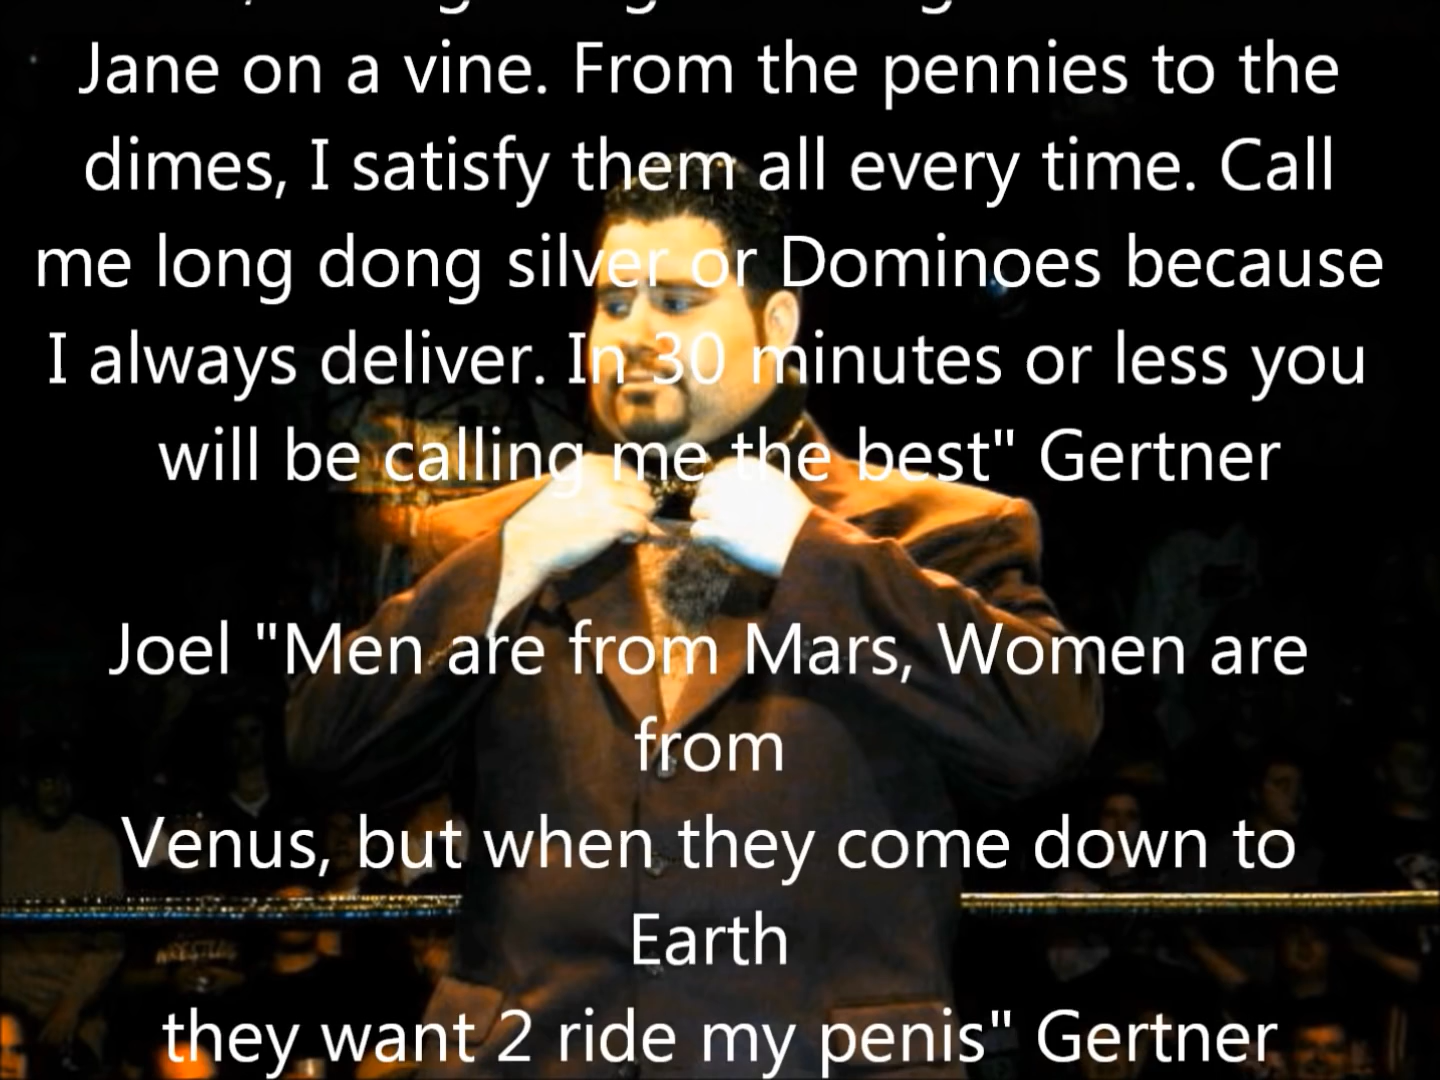 Jane on a vine. From the pennies to the
dimes, I satisfy them all every time. Call
me long dong silver or Dominoes because
I always deliver. In 30 minutes or less you
will be calling me the best" Gertner
Joel "Men are from Mars, Women are
from
Venus, but when they come down to
Earth
they want 2 ride my penis" Gertner